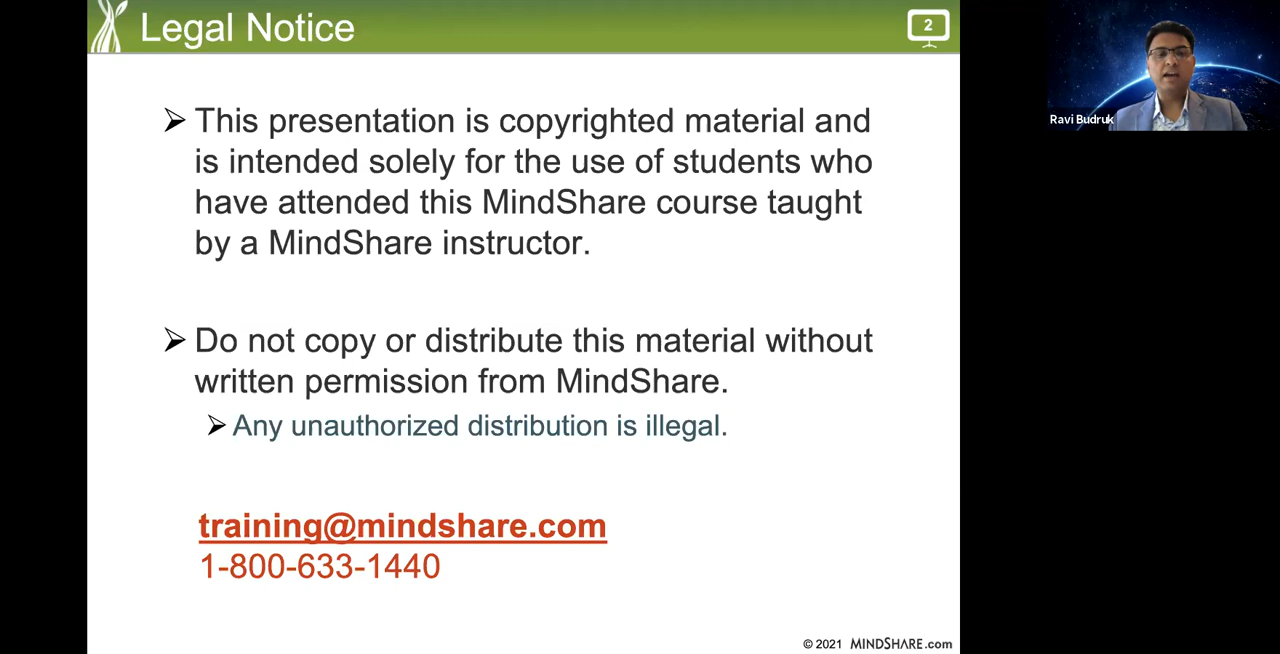 Legal Notice
2
➢ This presentation is copyrighted material and
is intended solely for the use of students who
have attended this MindShare course taught
by a MindShare instructor.
➢ Do not copy or distribute this material without
written permission from MindShare.
➢ Any unauthorized distribution is illegal.
training@mindshare.com
1-800-633-1440
© 2021 MINDSHARE.com
Ravi Budruk